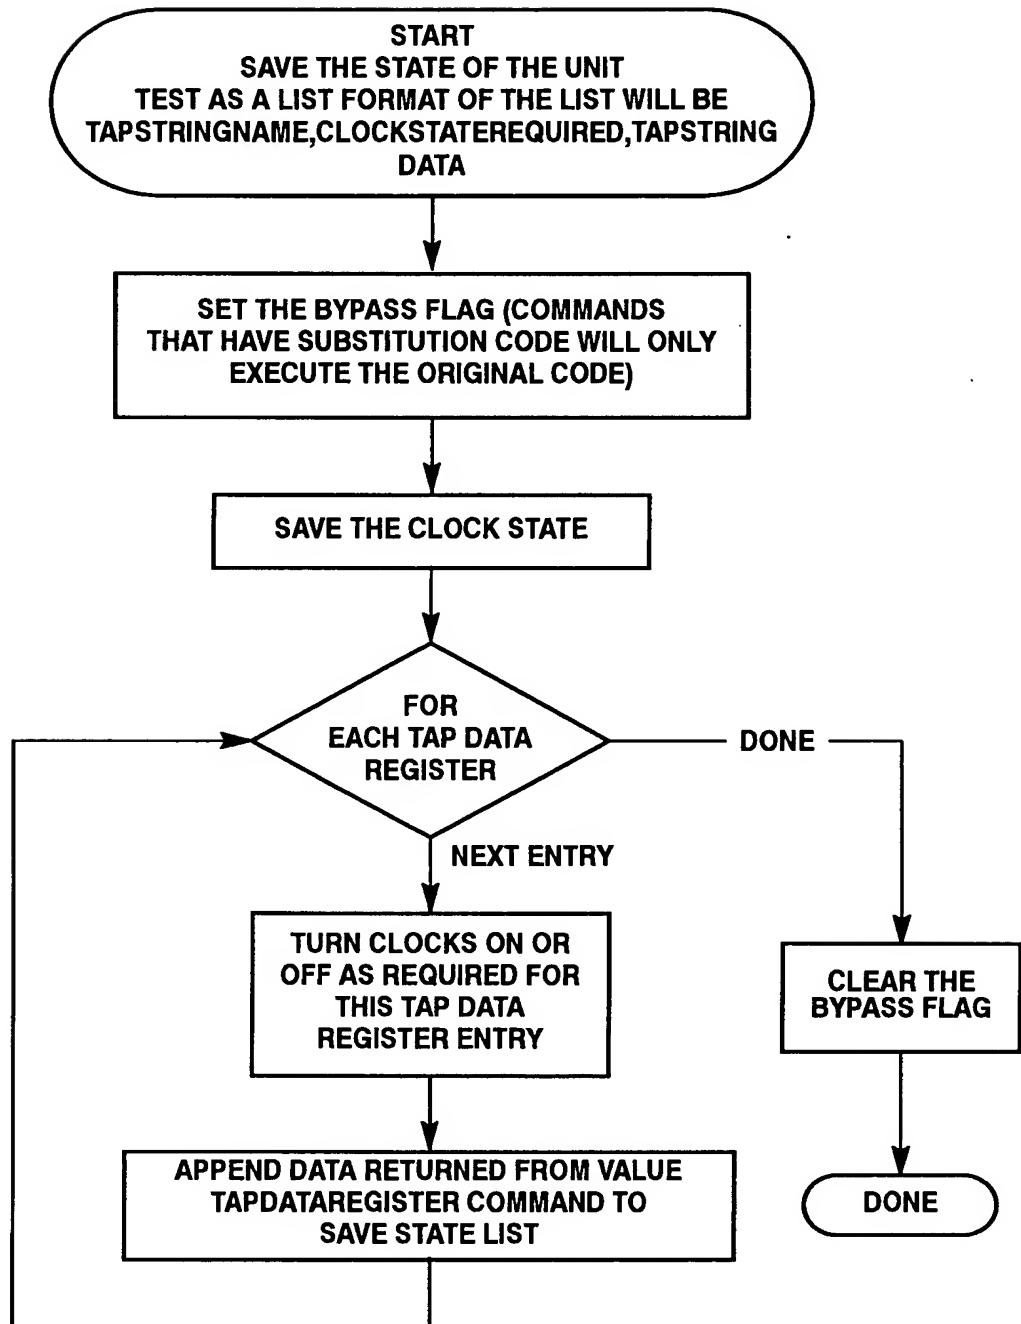 START
SAVE THE STATE OF THE UNIT
TEST AS A LIST FORMAT OF THE LIST WILL BE
TAPSTRINGNAME,CLOCKSTATEREQUIRED,TAPSTRING
DATA
SET THE BYPASS FLAG (COMMANDS
THAT HAVE SUBSTITUTION CODE WILL ONLY
EXECUTE THE ORIGINAL CODE)
SAVE THE CLOCK STATE
FOR
EACH TAP DATA
REGISTER
DONE
NEXT ENTRY
TURN CLOCKS ON OR
OFF AS REQUIRED FOR
THIS TAP DATA
REGISTER ENTRY
CLEAR THE
BYPASS FLAG
APPEND DATA RETURNED FROM VALUE
TAPDATAREGISTER COMMAND TO
SAVE STATE LIST
DONE